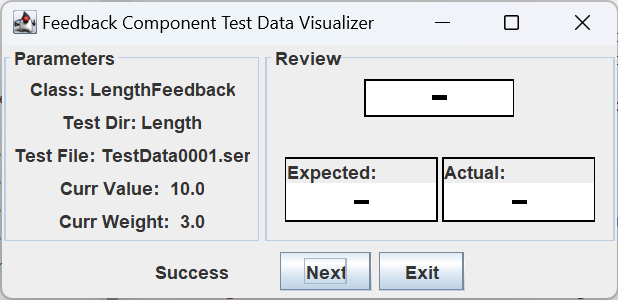 Feedback Component Test Data Visualizer
Parameters
Class: LengthFeedback
Test Dir: Length
Test File: TestData0001.ser
Curr Value: 10.0
Curr Weight: 3.0
Review
-
Expected:
-
Actual:
-
Success
Next
Exit